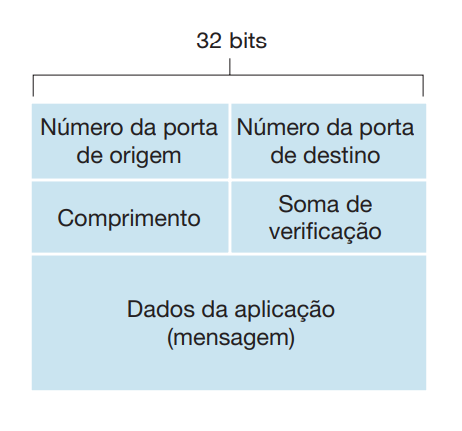 32 bits
Número da porta
de origem
Número da porta
de destino
Comprimento
Soma de
verificação
Dados da aplicação
(mensagem)